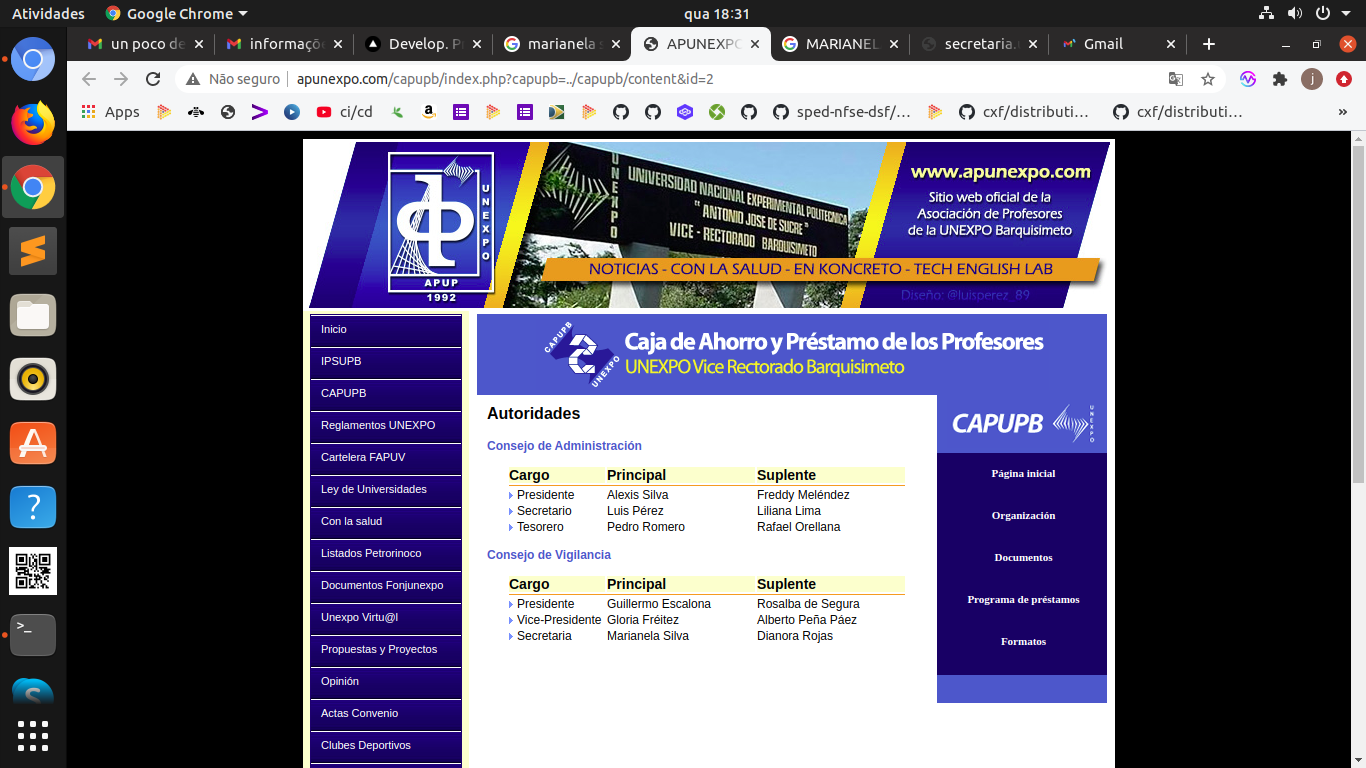 Atividades
Google Chrome
qua 18:31
un poco de
informaçõe
Develop. P
marianela s
APUNEXPO
MARIANEL
secretaria.u
Gmail
Não seguro
apunexpo.com/capupb/index.php?capupb=../capupb/content&id=2
j
Apps
ci/cd
sped-nfse-dsf/...
cxf/distributi...
cxf/distributi...
»
UNEXPO
APUP
1992
UNEXPO
UNIVERSIDAD NACIONAL EXPERIMENTAL POLITECNICA
"ANTONIO JOSE DE SUCRE"
VICE - RECTORADO BARQUISIMETO
www.apunexpo.com
Sitio web oficial de la
Asociación de Profesores
de la UNEXPO Barquisimeto
NOTICIAS - CON LA SALUD - EN KONCRETO - TECH ENGLISH LAB
Diseño: @luisperez_89
Inicio
IPSUPB
CAPUPB
Reglamentos UNEXPO
Cartelera FAPUV
Ley de Universidades
Con la salud
Listados Petrorinoco
Documentos Fonjunexpo
Unexpo Virtu@l
Propuestas y Proyectos
Opinión
Actas Convenio
Clubes Deportivos
CAPUPB
UNEXPO
Caja de Ahorro y Préstamo de los Profesores
UNEXPO Vice Rectorado Barquisimeto
Autoridades
Consejo de Administración
Cargo Principal Suplente
Presidente Alexis Silva Freddy Meléndez
Secretario Luis Pérez Liliana Lima
Tesorero Pedro Romero Rafael Orellana
Consejo de Vigilancia
Cargo Principal Suplente
Presidente Guillermo Escalona Rosalba de Segura
Vice-Presidente Gloria Fréitez Alberto Peña Páez
Secretaria Marianela Silva Dianora Rojas
CAPUPB
UNEXPO
Página inicial
Organización
Documentos
Programa de préstamos
Formatos